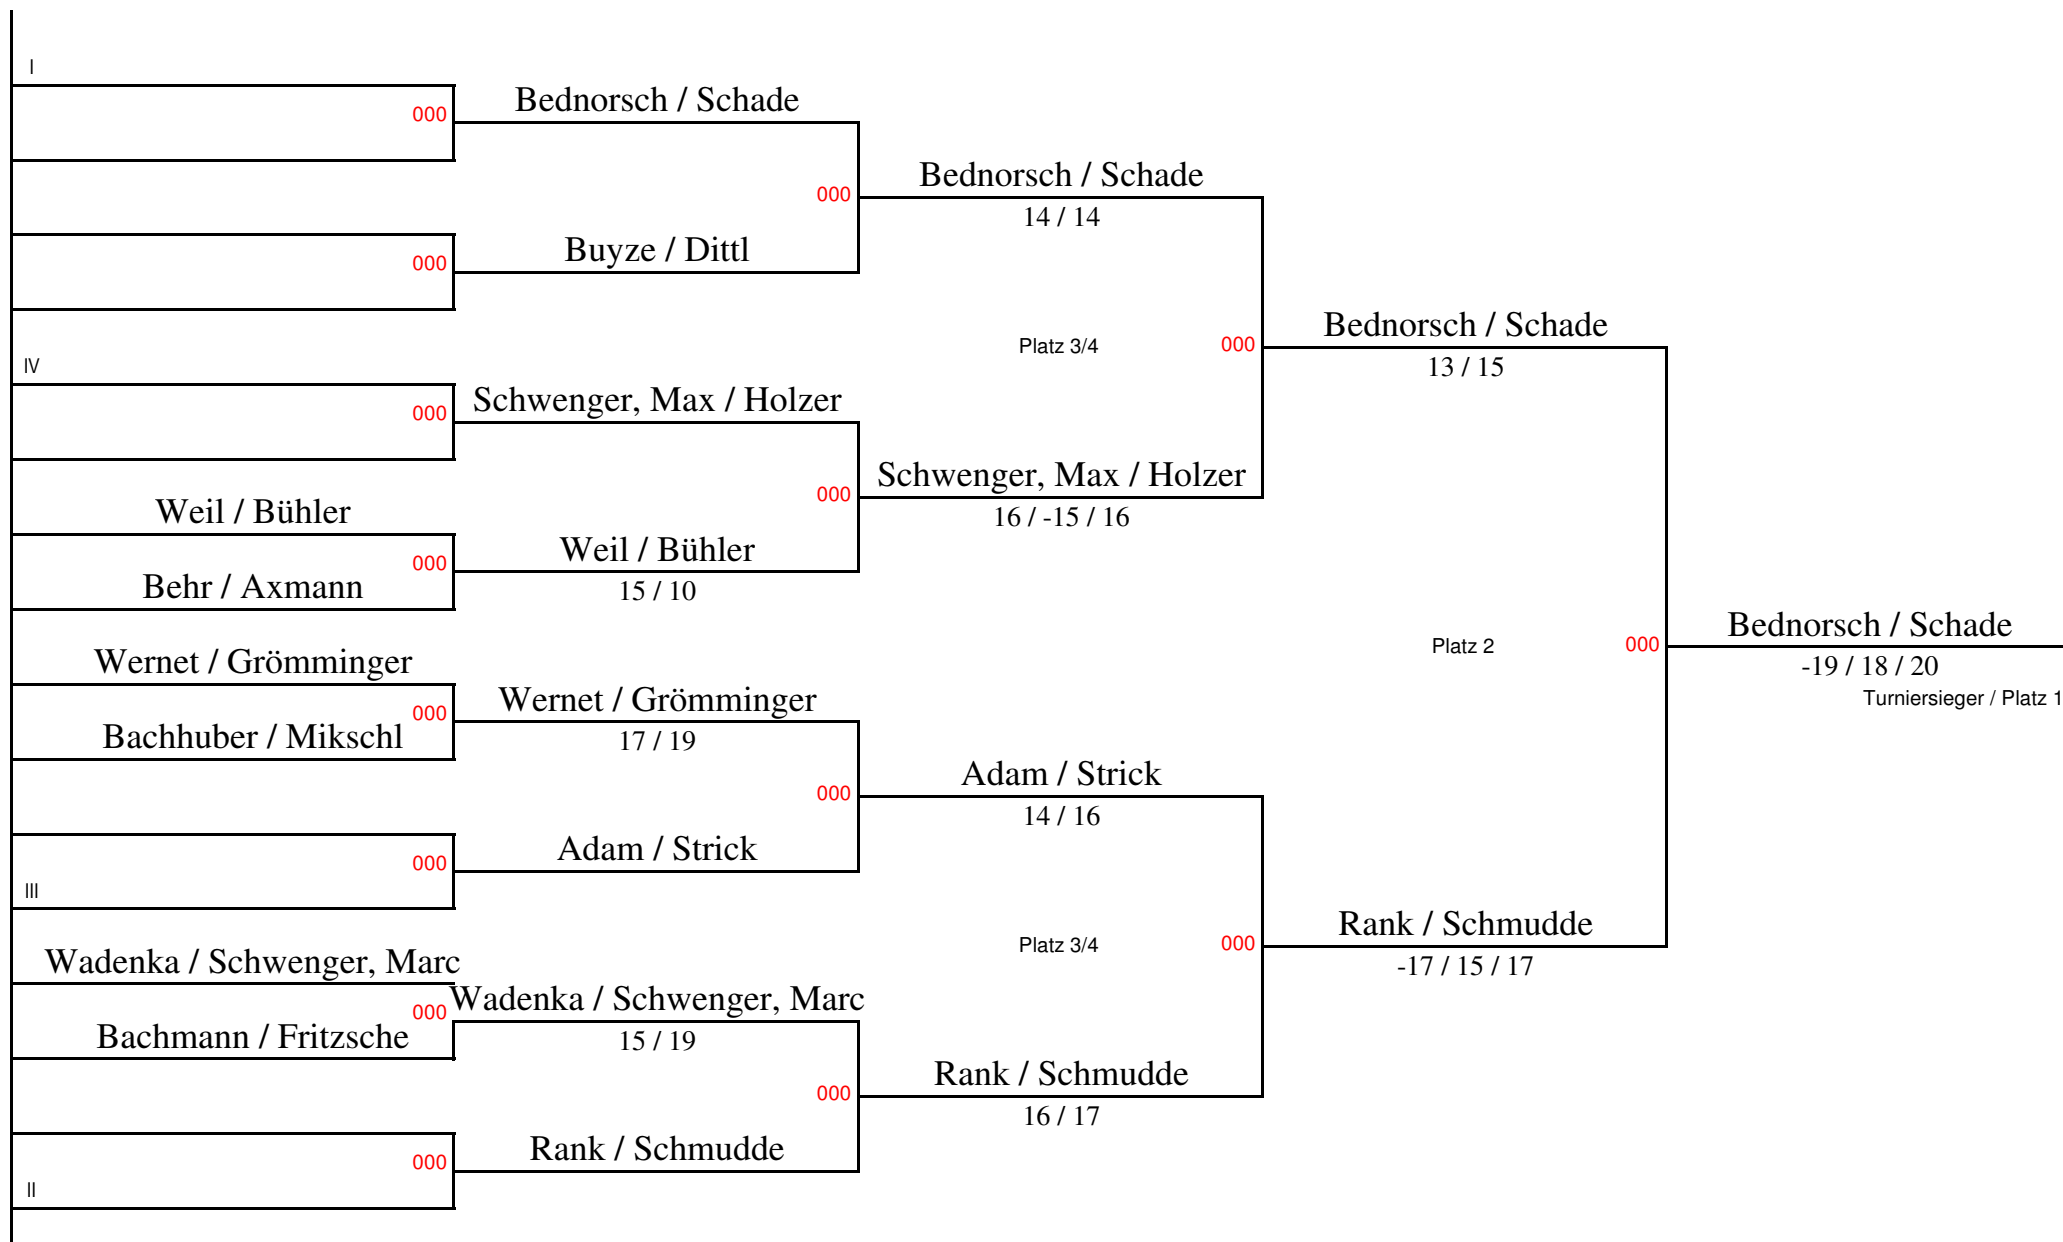 I
000
Bednorsch / Schade
000
Bednorsch / Schade
14 / 14
000
Buyze / Dittl
Platz 3/4
000
Bednorsch / Schade
13 / 15
IV
000
Schwenger, Max / Holzer
000
Schwenger, Max / Holzer
16 / -15 / 16
Weil / Bühler
000
Weil / Bühler
15 / 10
Behr / Axmann
Platz 2
000
Bednorsch / Schade
-19 / 18 / 20
Turniersieger / Platz 1
Wernet / Grömminger
000
Wernet / Grömminger
17 / 19
Bachhuber / Mikschl
000
Adam / Strick
14 / 16
000
Adam / Strick
III
Platz 3/4
000
Rank / Schmudde
-17 / 15 / 17
Wadenka / Schwenger, Marc
000
Wadenka / Schwenger, Marc
15 / 19
Bachmann / Fritzsche
000
Rank / Schmudde
16 / 17
000
Rank / Schmudde
II